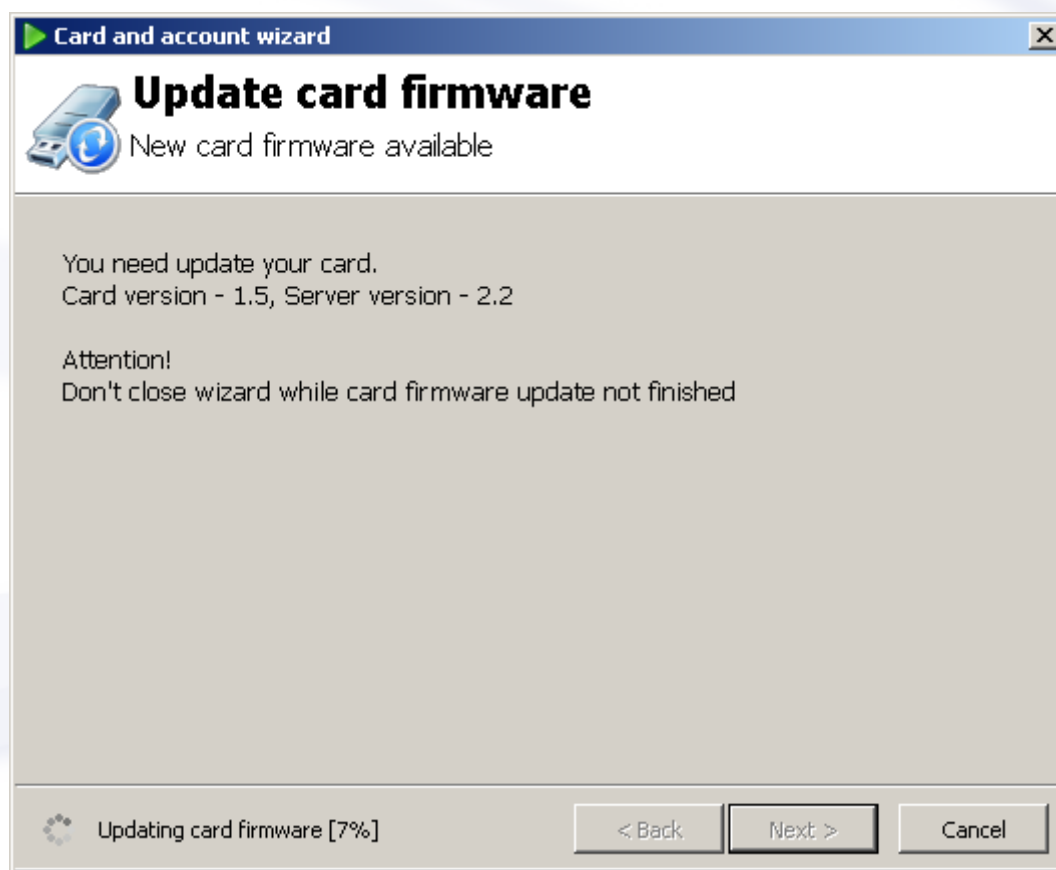 Card and account wizard
Update card firmware
New card firmware available
You need update your card.
Card version - 1.5, Server version - 2.2
Attention!
Don't close wizard while card firmware update not finished
Updating card firmware [7%]
< Back
Next >
Cancel